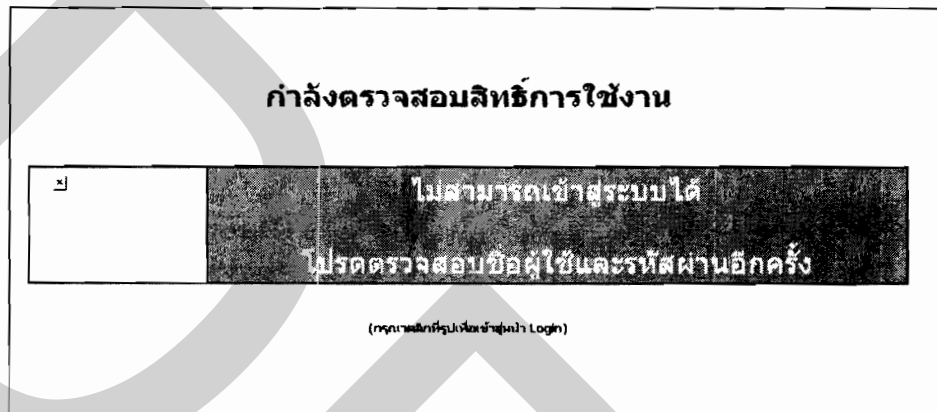 กำลังตรวจสอบสิทธิ์การใช้งาน
ไม่สามารถเข้าสู่ระบบได้
โปรดตรวจสอบชื่อผู้ใช้และรหัสผ่านอีกครั้ง
(กรุณาคลิกที่รูปเพื่อเข้าสู่หน้า Login)